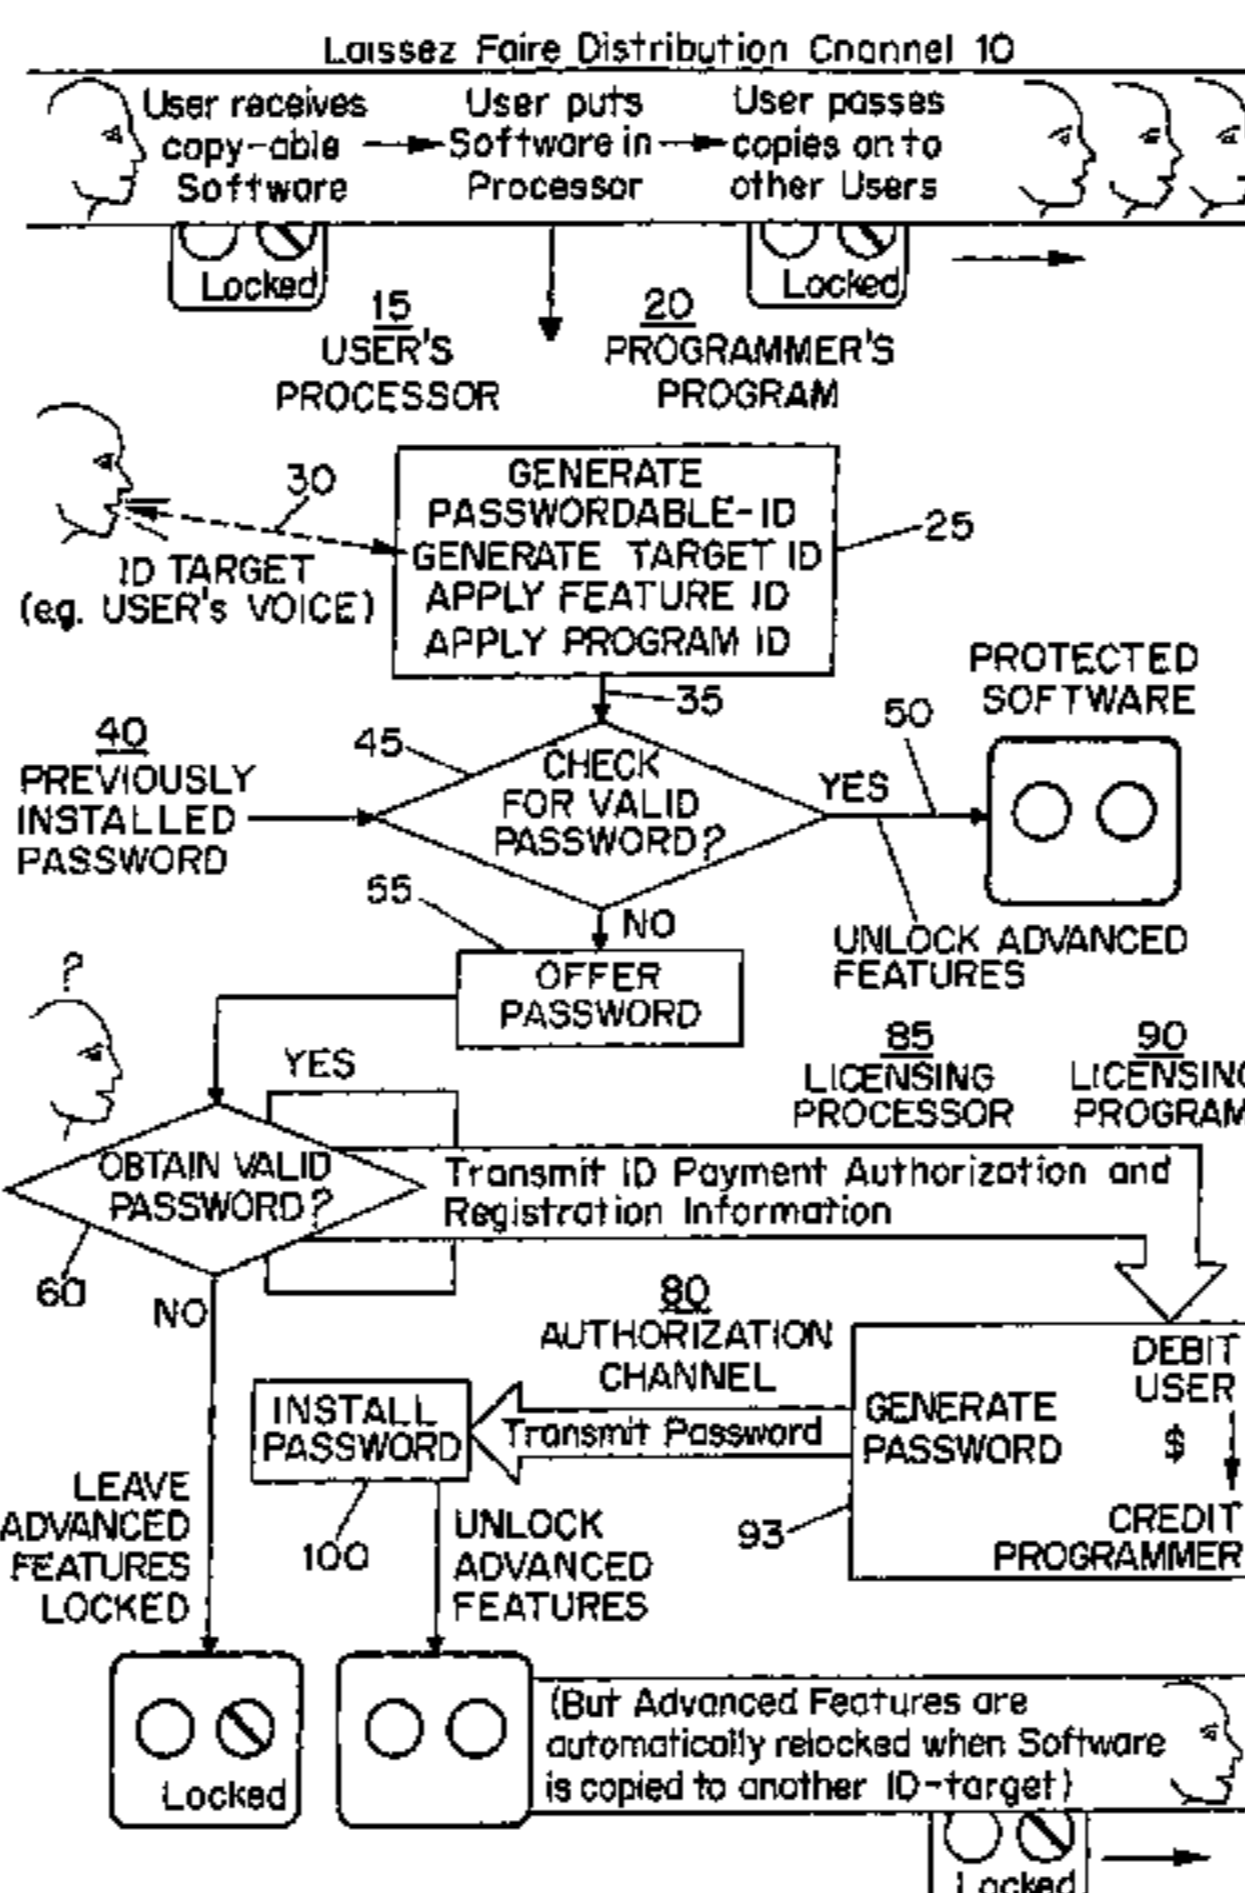 Laissez Faire Distribution Channel 10
User receives
copy-able
Software
User puts
Software in
Processor
User passes
copies on to
other Users
Locked
Locked
15
USER'S
PROCESSOR
20
PROGRAMMER'S
PROGRAM
30
ID TARGET
(e.g. USER's VOICE)
GENERATE
PASSWORDABLE-ID
GENERATE TARGET ID
APPLY FEATURE ID
APPLY PROGRAM ID
25
35
40
PREVIOUSLY
INSTALLED
PASSWORD
45
CHECK
FOR VALID
PASSWORD?
YES
50
PROTECTED
SOFTWARE
UNLOCK ADVANCED
FEATURES
NO
55
OFFER
PASSWORD
?
YES
OBTAIN VALID
PASSWORD?
60
NO
85
LICENSING
PROCESSOR
90
LICENSING
PROGRAM
Transmit ID Payment Authorization and
Registration Information
80
AUTHORIZATION
CHANNEL
DEBIT
USER
$
CREDIT
PROGRAMMER
GENERATE
PASSWORD
93
Transmit Password
INSTALL
PASSWORD
100
LEAVE
ADVANCED
FEATURES
LOCKED
UNLOCK
ADVANCED
FEATURES
Locked
(But Advanced Features are
automatically relocked when Software
is copied to another ID-target)
Locked